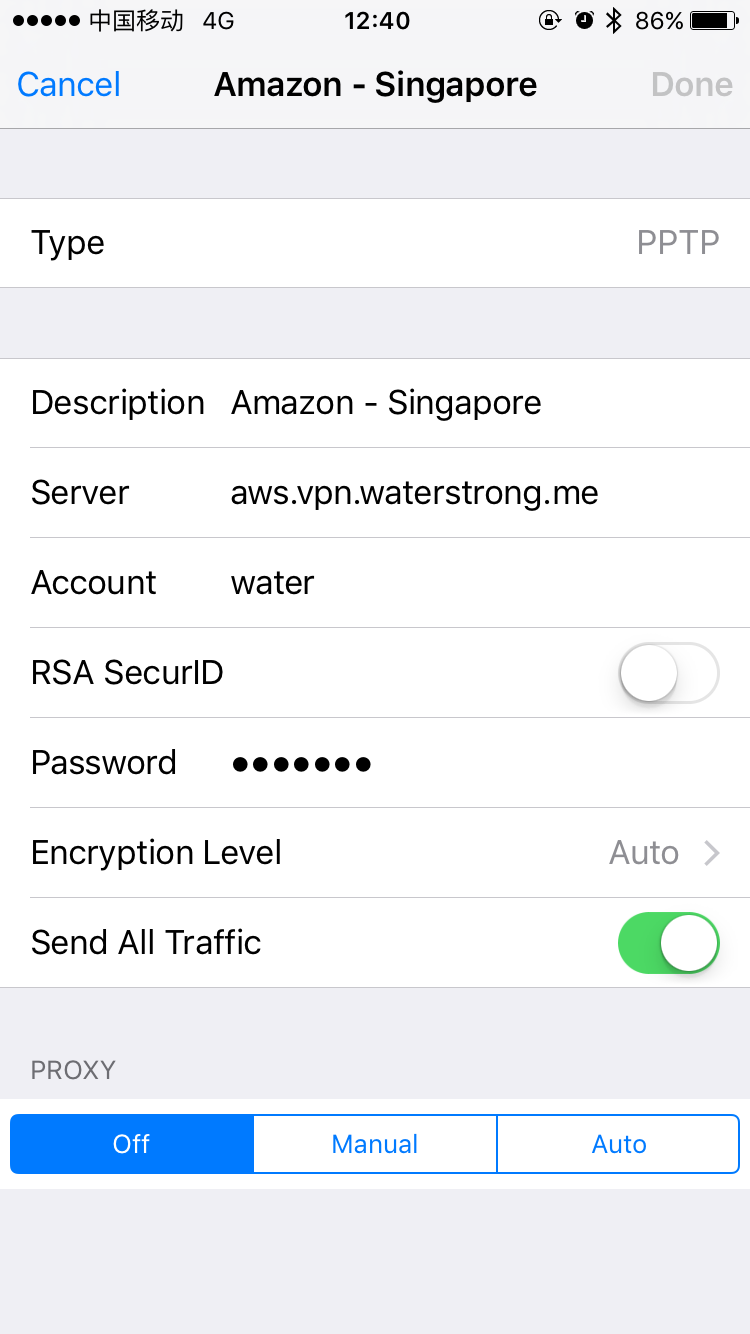 中国移动 4G 12:40 86%
Cancel Amazon - Singapore Done
Type PPTP
Description Amazon - Singapore
Server aws.vpn.waterstrong.me
Account water
RSA SecurID
Password •••••••
Encryption Level Auto
Send All Traffic
PROXY
Off Manual Auto